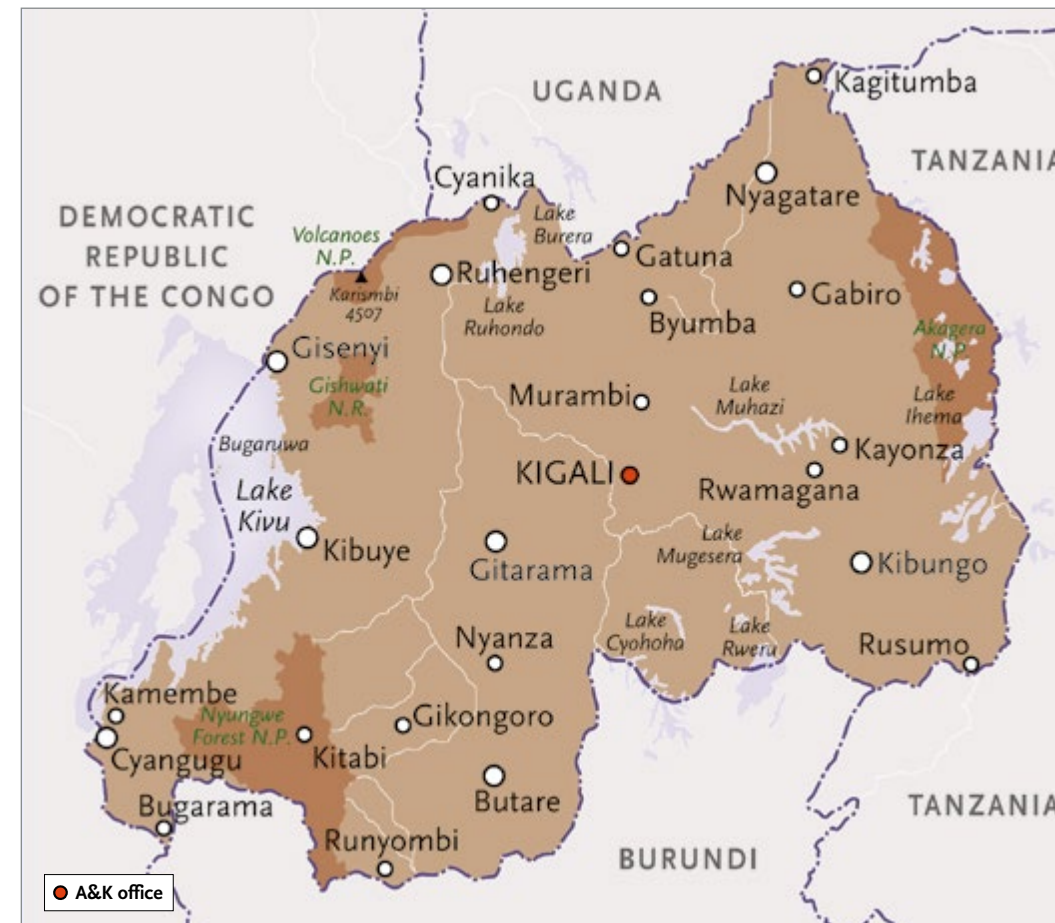 UGANDA
Kagitumba
TANZANIA
Cyanika
Nyagatare
DEMOCRATIC
REPUBLIC
OF THE CONGO
Volcanoes
N.P.
Lake
Burera
Gatuna
Ruhengeri
Karismbi
4507
Lake
Ruhondo
Byumba
Gabiro
Akagera
N.P.
Gisenyi
Gishwati
N.R.
Murambi
Lake
Muhazi
Lake
Ihema
Bugaruwa
Kayonza
KIGALI
Rwamagana
Lake
Kivu
Kibuye
Gitarama
Lake
Mugesera
Kibungo
Nyanza
Lake
Cyohoha
Lake
Rweru
Rusumo
Kamembe
Nyungwe
Forest N.P.
Gikongoro
Kitabi
Cyangugu
Butare
Bugarama
TANZANIA
Runyombi
BURUNDI
A&K office